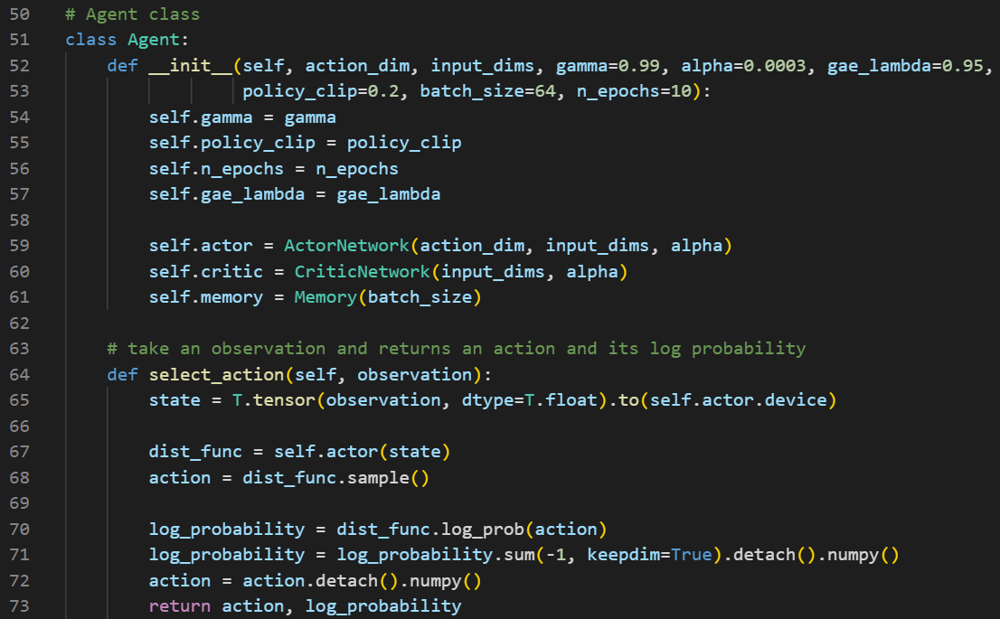 50 # Agent class
51 class Agent:
52 def __init__(self, action_dim, input_dims, gamma=0.99, alpha=0.0003, gae_lambda=0.95,
53 policy_clip=0.2, batch_size=64, n_epochs=10):
54 self.gamma = gamma
55 self.policy_clip = policy_clip
56 self.n_epochs = n_epochs
57 self.gae_lambda = gae_lambda
58
59 self.actor = ActorNetwork(action_dim, input_dims, alpha)
60 self.critic = CriticNetwork(input_dims, alpha)
61 self.memory = Memory(batch_size)
62
63 # take an observation and returns an action and its log probability
64 def select_action(self, observation):
65 state = T.tensor(observation, dtype=T.float).to(self.actor.device)
66
67 dist_func = self.actor(state)
68 action = dist_func.sample()
69
70 log_probability = dist_func.log_prob(action)
71 log_probability = log_probability.sum(-1, keepdim=True).detach().numpy()
72 action = action.detach().numpy()
73 return action, log_probability